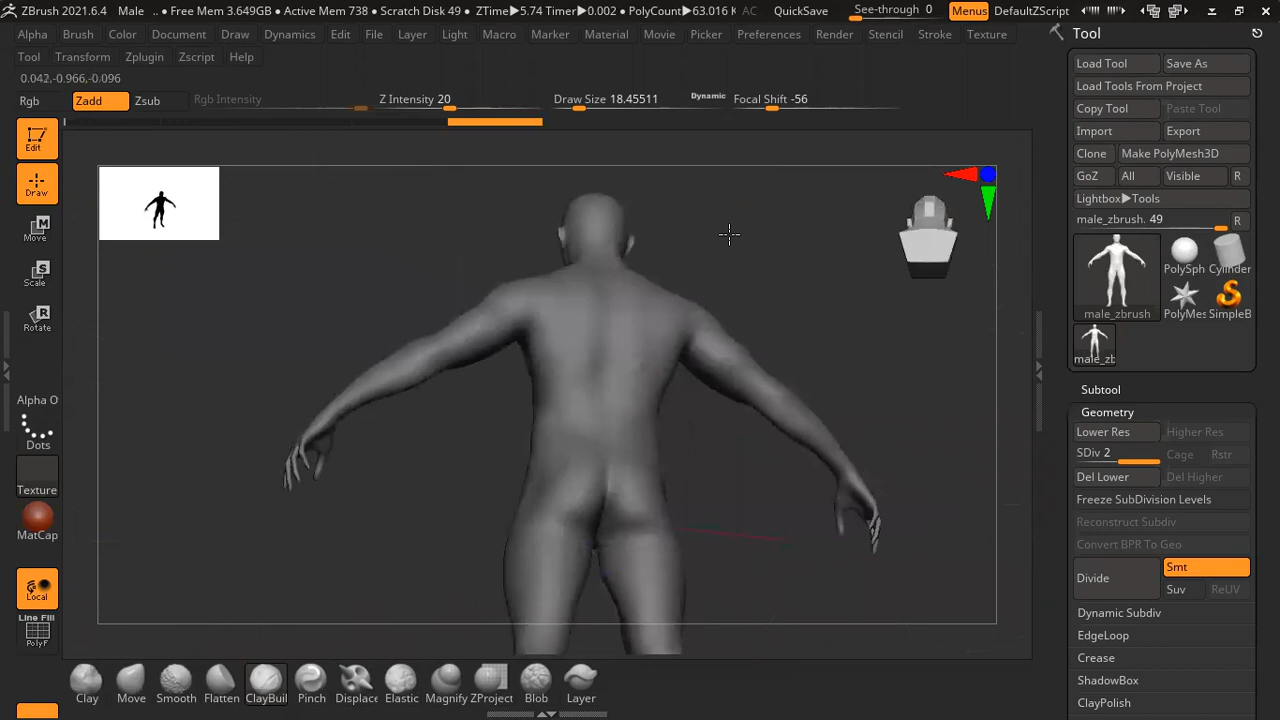 ZBrush 2021.6.4 Male • Free Mem 3.649GB • Active Mem 738 • Scratch Disk 49 • ZTime▶5.74 Timer▶0.002 • PolyCount▶63.016 K AC QuickSave See-through 0 Menus DefaultZScript
Alpha Brush Color Document Draw Dynamics Edit File Layer Light Macro Marker Material Movie Picker Preferences Render Stencil Stroke Texture
Tool Transform Zplugin Zscript Help
0.042,-0.966,-0.096
Rgb Zadd Zsub Rgb Intensity Z Intensity 20 Draw Size 18.45511 Dynamic Focal Shift -56
Edit
Draw
Move
Scale
Rotate
Alpha O
Dots
Texture
MatCap
Local
Line Fill
PolyF
Clay Move Smooth Flatten ClayBuil Pinch Displace Elastic Magnify ZProject Blob Layer
Tool
Load Tool Save As
Load Tools From Project
Copy Tool Paste Tool
Import Export
Clone Make PolyMesh3D
GoZ All Visible R
Lightbox▶Tools
male_zbrush. 49 R
PolySph Cylinder
male_zbrush PolyMes SimpleB
male_zb
Subtool
Geometry
Lower Res Higher Res
SDiv 2 Cage Rstr
Del Lower Del Higher
Freeze SubDivision Levels
Reconstruct Subdiv
Convert BPR To Geo
Divide Smt
Suv ReUV
Dynamic Subdiv
EdgeLoop
Crease
ShadowBox
ClayPolish